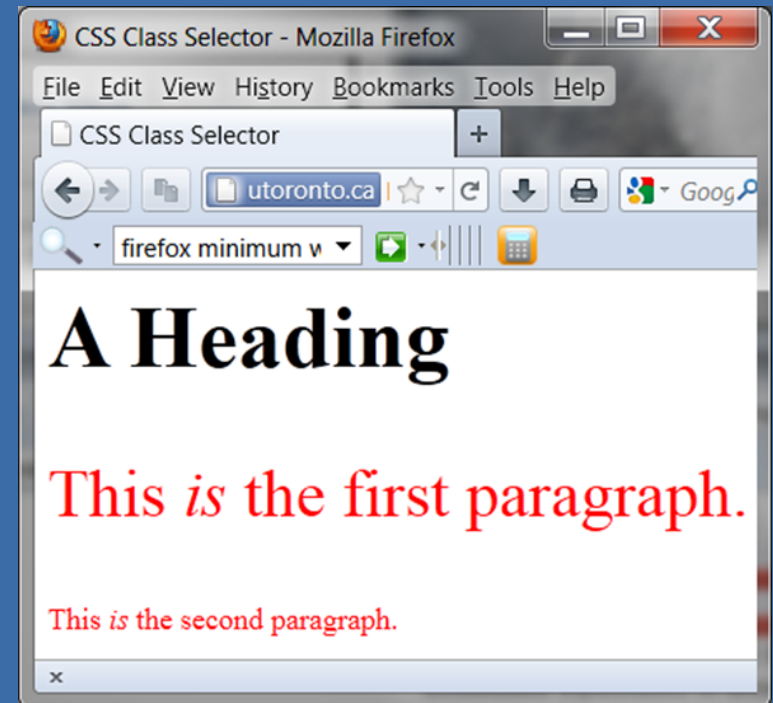 CSS Class Selector - Mozilla Firefox
File Edit View History Bookmarks Tools Help
CSS Class Selector
utoronto.ca Goog
firefox minimum w
A Heading
This is the first paragraph.
This is the second paragraph.